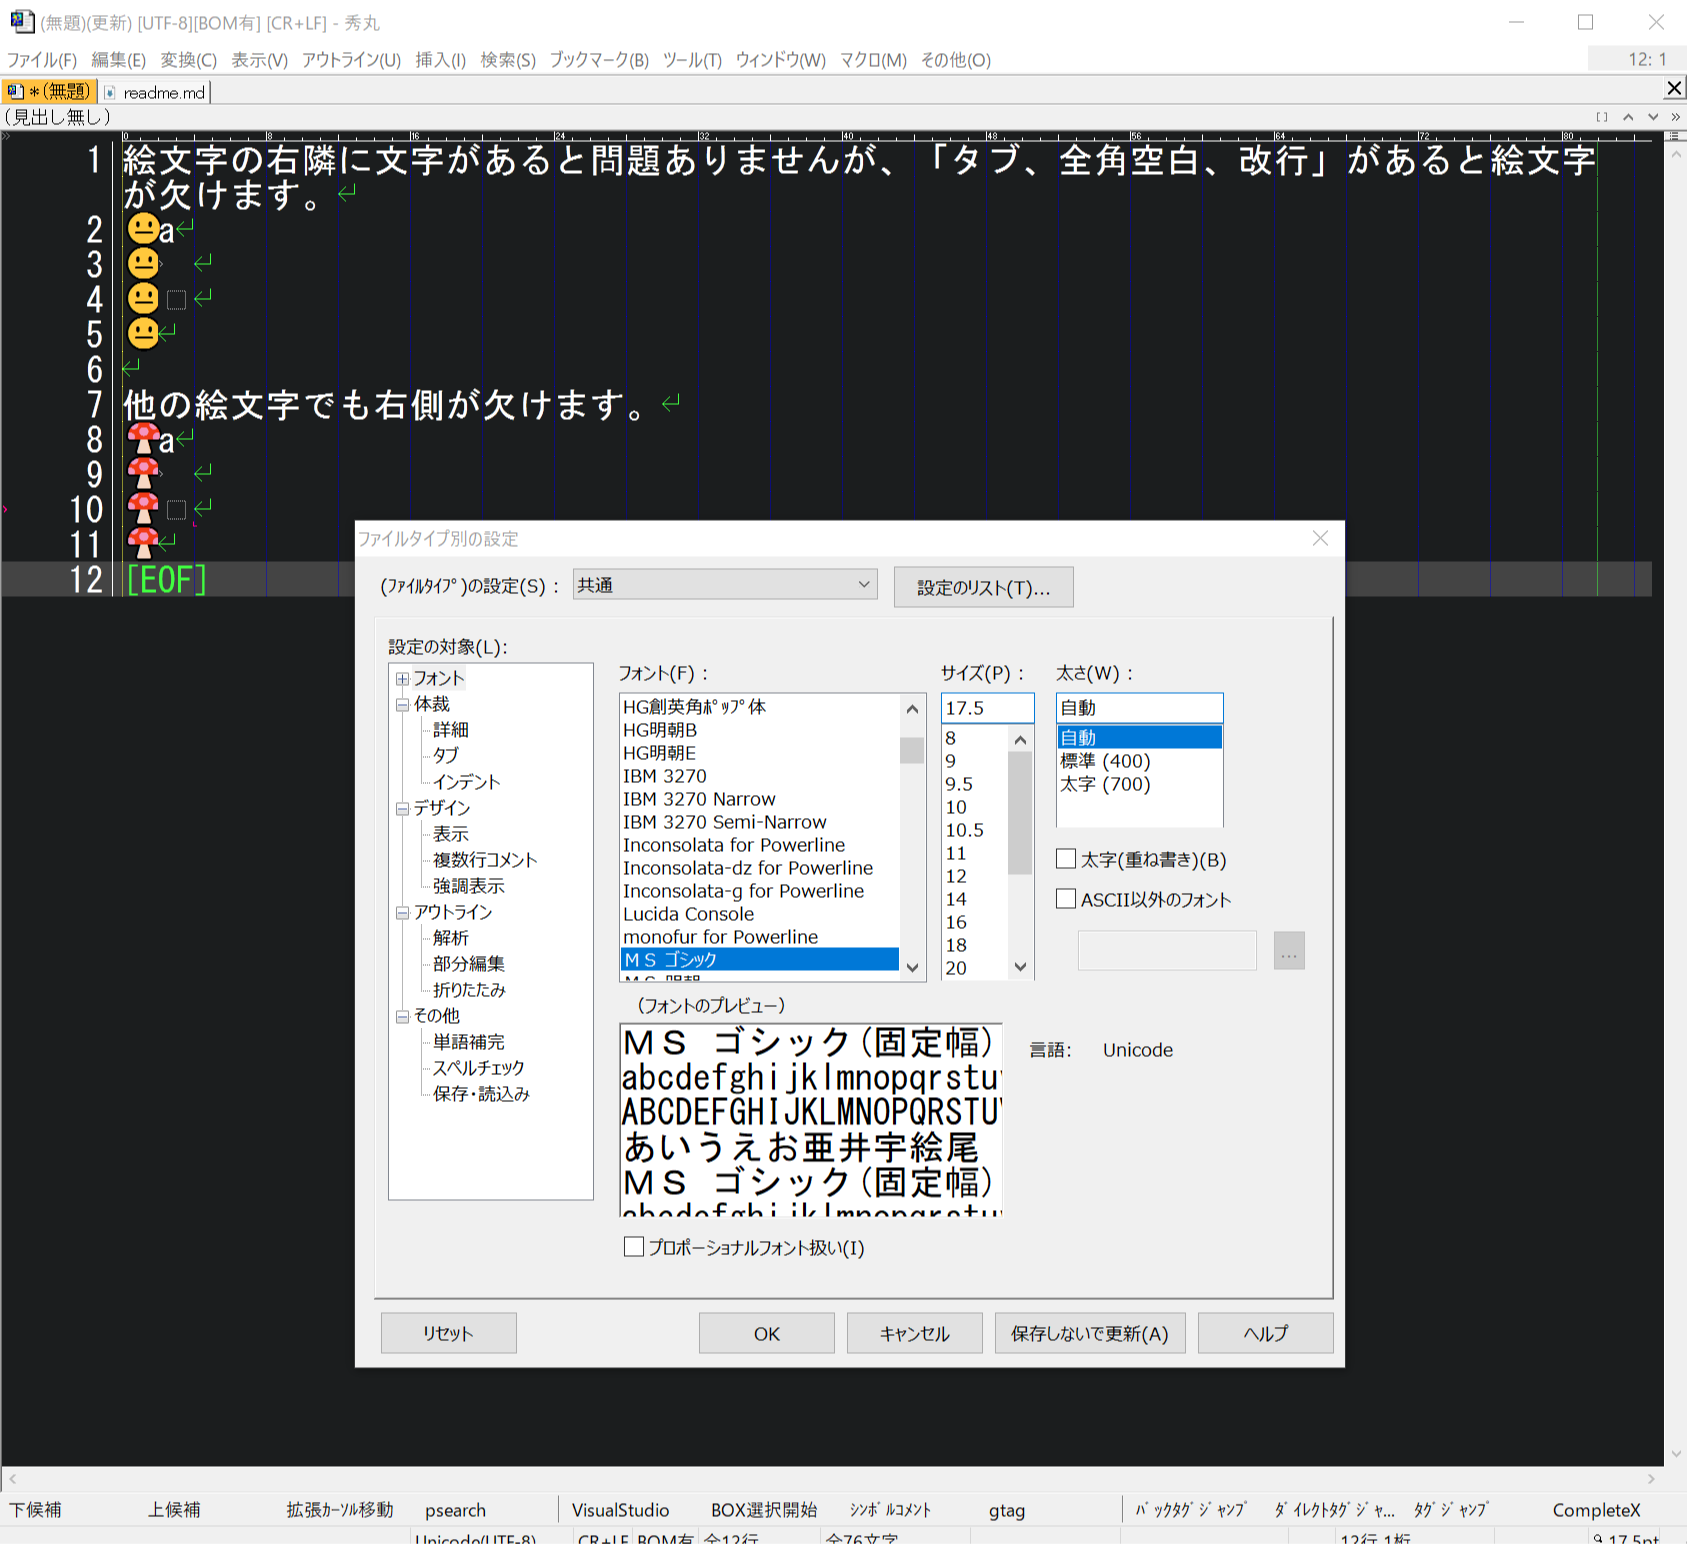 (無題)(更新) [UTF-8][BOM有] [CR+LF] - 秀丸
ファイル(F) 編集(E) 変換(C) 表示(V) アウトライン(U) 挿入(I) 検索(S) ブックマーク(B) ツール(T) ウィンドウ(W) マクロ(M) その他(O) 12: 1
*(無題) readme.md
(見出し無し)
0 8 16 24 32 40 48 56 64 72 80
1 絵文字の右隣に文字があると問題ありませんが、「タブ、全角空白、改行」があると絵文字
が欠けます。↵
2 😐a↵
3 😐 ↵
4 😐□↵
5 😐↵
6 ↵
7 他の絵文字でも右側が欠けます。↵
8 🍄a↵
9 🍄 ↵
10 🍄□↵
11 🍄↵
12 [EOF]
ファイルタイプ別の設定
(ﾌｧｲﾙﾀｲﾌﾟ)の設定(S)： 共通 設定のリスト(T)...
設定の対象(L):
フォント
体裁
詳細
タブ
インデント
デザイン
表示
複数行コメント
強調表示
アウトライン
解析
部分編集
折りたたみ
その他
単語補完
スペルチェック
保存・読込み
フォント(F)：
HG創英角ﾎﾟｯﾌﾟ体
HG明朝B
HG明朝E
IBM 3270
IBM 3270 Narrow
IBM 3270 Semi-Narrow
Inconsolata for Powerline
Inconsolata-dz for Powerline
Inconsolata-g for Powerline
Lucida Console
monofur for Powerline
ＭＳ ゴシック
ＭＳ 明朝
サイズ(P)：
17.5
8
9
9.5
10
10.5
11
12
14
16
18
20
太さ(W)：
自動
自動
標準 (400)
太字 (700)
太字(重ね書き)(B)
ASCII以外のフォント
...
(フォントのプレビュー)
ＭＳ ゴシック(固定幅)
abcdefghijklmnopqrstuv
ABCDEFGHIJKLMNOPQRSTUV
あいうえお亜井宇絵尾
ＭＳ ゴシック(固定幅)
abcdefghijklmnopqrstuv
言語: Unicode
プロポーショナルフォント扱い(I)
リセット OK キャンセル 保存しないで更新(A) ヘルプ
下候補 上候補 拡張ｶｰｿﾙ移動 psearch VisualStudio BOX選択開始 ｼﾝﾎﾞﾙｺﾒﾝﾄ gtag ﾊﾞｯｸﾀｸﾞｼﾞｬﾝﾌﾟ ﾀﾞｲﾚｸﾄﾀｸﾞｼﾞｬ... ﾀｸﾞｼﾞｬﾝﾌﾟ CompleteX
Unicode(UTF-8) CR+LF BOM有 全12行 全76文字 12行 1桁 17.5pt